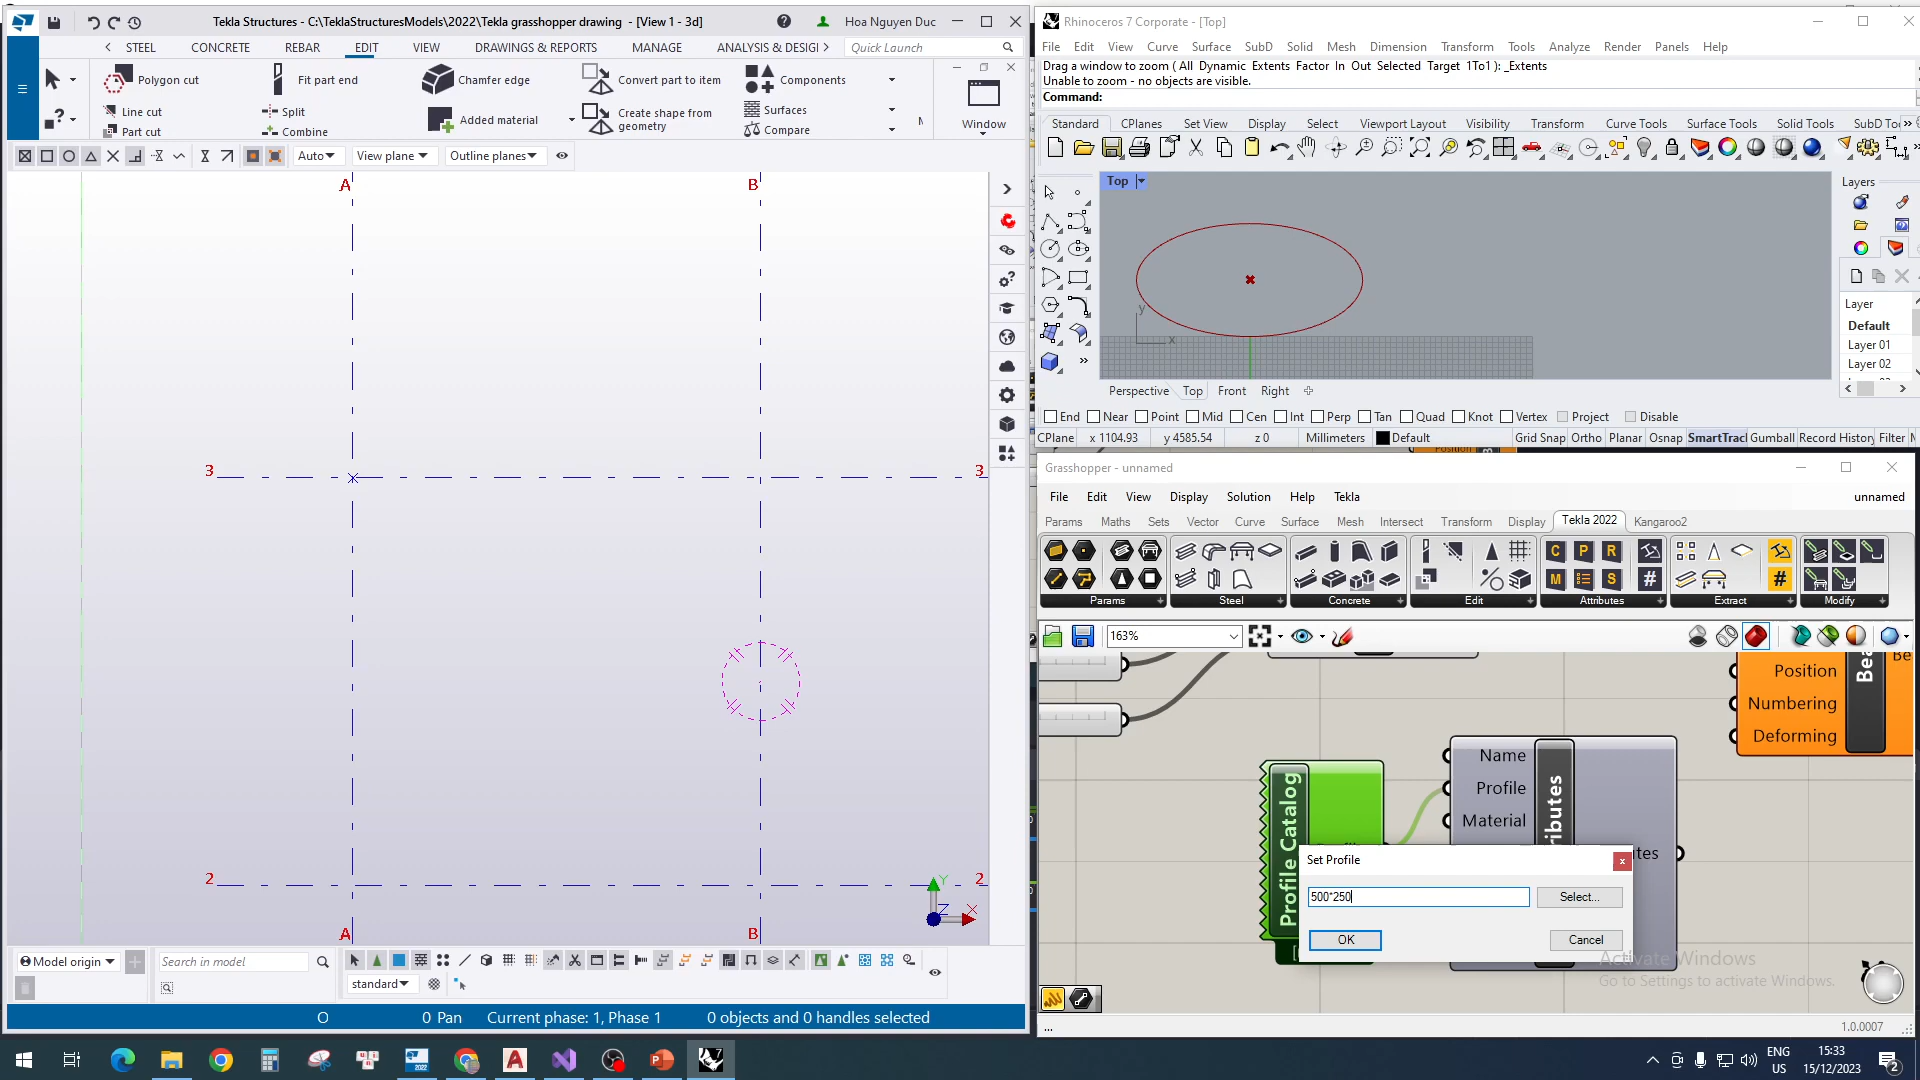 Tekla Structures - C:\TeklaStructuresModels\2022\Tekla grasshopper drawing - [View 1 - 3d]
Hoa Nguyen Duc
STEEL CONCRETE REBAR EDIT VIEW DRAWINGS & REPORTS MANAGE ANALYSIS & DESIGI Quick Launch
Polygon cut Fit part end Chamfer edge Convert part to item Components
Line cut Split Added material Create shape from geometry Surfaces Window
Part cut Combine Compare
Auto View plane Outline planes
A B
3 3
2 2
A B
Y
Z X
Model origin Search in model
standard
O 0 Pan Current phase: 1, Phase 1 0 objects and 0 handles selected
Rhinoceros 7 Corporate - [Top]
File Edit View Curve Surface SubD Solid Mesh Dimension Transform Tools Analyze Render Panels Help
Drag a window to zoom ( All Dynamic Extents Factor In Out Selected Target 1To1 ): _Extents
Unable to zoom - no objects are visible.
Command:
Standard CPlanes Set View Display Select Viewport Layout Visibility Transform Curve Tools Surface Tools Solid Tools SubD To
Top
Layers
y
x
Layer
Default
Layer 01
Layer 02
Perspective Top Front Right
End Near Point Mid Cen Int Perp Tan Quad Knot Vertex Project Disable
CPlane x 1104.93 y 4585.54 z 0 Millimeters Default Grid Snap Ortho Planar Osnap SmartTracl Gumball Record History Filter
Grasshopper - unnamed
File Edit View Display Solution Help Tekla unnamed
Params Maths Sets Vector Curve Surface Mesh Intersect Transform Display Tekla 2022 Kangaroo2
C P R
M S #
#
Params Steel Concrete Edit Attributes Extract Modify
163%
Position Bea Be
Numbering
Deforming
Name
Profile
Material
Profile Catalog
ributes
tes
Set Profile
500*250 Select...
OK Cancel
Activate Windows
Go to Settings to activate Windows.
... 1.0.0007
2022
ENG
US
15:33
15/12/2023
2